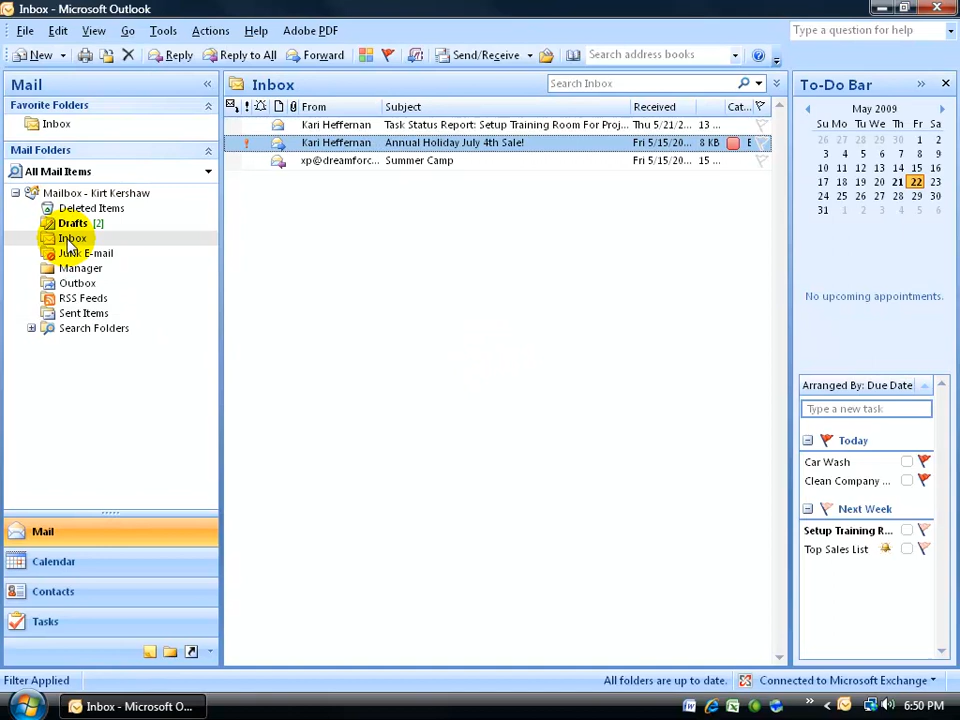 Inbox - Microsoft Outlook
File Edit View Go Tools Actions Help Adobe PDF
Type a question for help
New Reply Reply to All Forward Send/Receive Search address books
Mail «
Favorite Folders
Inbox
Mail Folders
All Mail Items
Mailbox - Kirt Kershaw
Deleted Items
Drafts [2]
Inbox
Junk E-mail
Manager
Outbox
RSS Feeds
Sent Items
Search Folders
Mail
Calendar
Contacts
Tasks
Inbox
Search Inbox
From Subject Received Cat...
Kari Heffernan Task Status Report: Setup Training Room For Proj... Thu 5/21/2... 13 ...
Kari Heffernan Annual Holiday July 4th Sale! Fri 5/15/20... 8 KB
xp@dreamforc... Summer Camp Fri 5/15/20... 15 ...
To-Do Bar »
May 2009
Su Mo Tu We Th Fr Sa
1 2
3 4 5 6 7 8 9
10 11 12 13 14 15 16
17 18 19 20 21 22 23
24 25 26 27 28 29 30
31 1 2 3 4 5 6
No upcoming appointments.
Arranged By: Due Date
Type a new task
Today
Car Wash
Clean Company ...
Next Week
Setup Training R...
Top Sales List
Filter Applied
All folders are up to date.
Connected to Microsoft Exchange
Inbox - Microsoft O...
6:50 PM